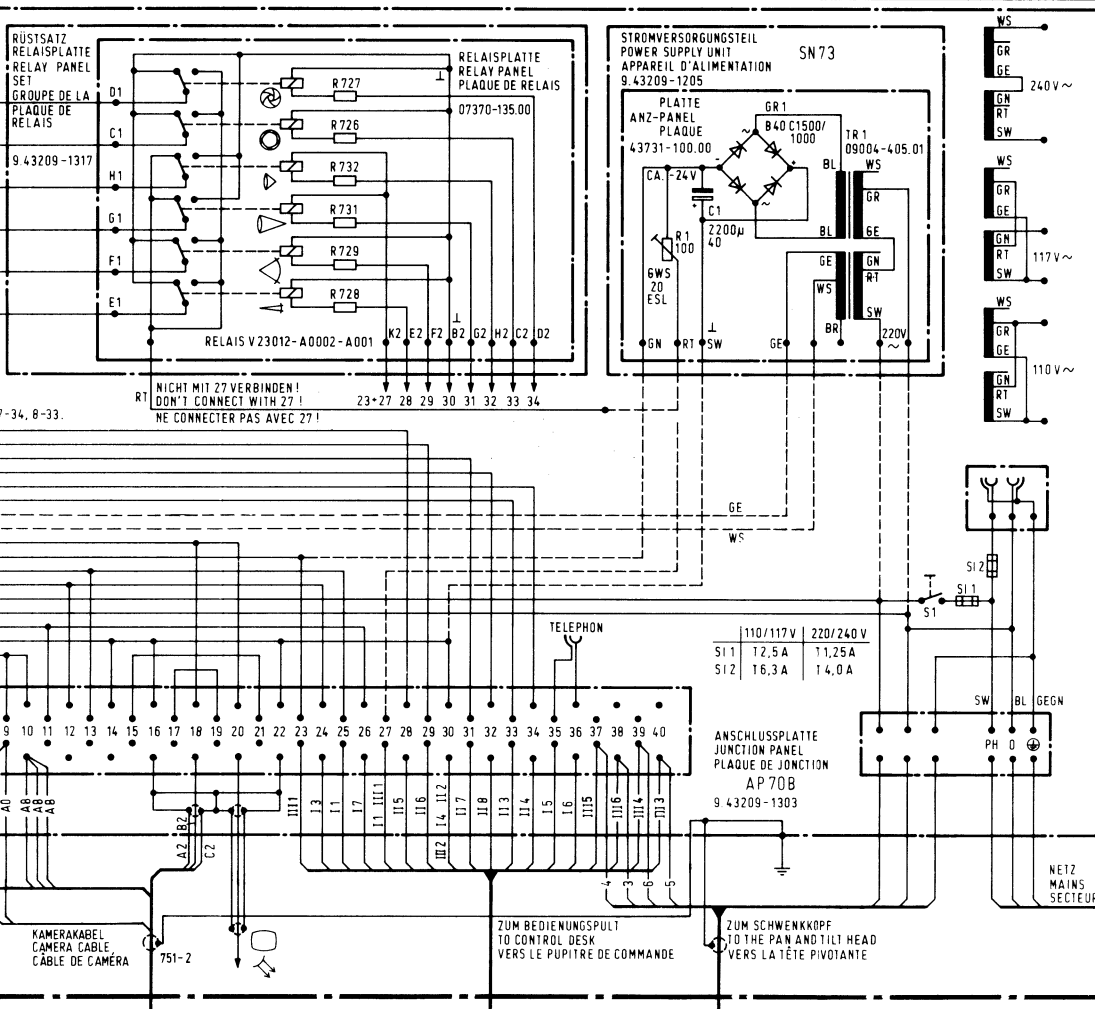 RÜSTSATZ
RELAISPLATTE
RELAY PANEL
SET
GROUPE DE LA
PLAQUE DE
RELAIS
9.43209-1317
D1
C1
H1
G1
F1
E1
R727
R726
R732
R731
R729
R728
⊥
RELAISPLATTE
RELAY PANEL
PLAQUE DE RELAIS
07370-135.00
⊥
RELAIS V23012-A0002-A001
K2 E2 F2 B2 G2 H2 C2 D2
RT
NICHT MIT 27 VERBINDEN!
DON'T CONNECT WITH 27!
NE CONNECTER PAS AVEC 27!
23+27 28 29 30 31 32 33 34
7-34, 8-33.
STROMVERSORGUNGSTEIL
POWER SUPPLY UNIT
APPAREIL D'ALIMENTATION
9.43209-1205
SN73
PLATTE
ANZ-PANEL
PLAQUE
43731-100.00
GR1
B40 C1500/
1000
TR1
09004-405.01
CA. -24V
-
+
~
~
+
C1
2200µ
40
R1
100
GWS
20
ESL
BL
BL
GE
WS
BR
WS
GR
GE
GN
RT
SW
220V
~
GN
RT
⊥
SW
GE
WS
GR
GE
GN
RT
SW
240V~
WS
GR
GE
GN
RT
SW
117V~
WS
GR
GE
GN
RT
SW
110V~
GE
WS
SI2
SI1
S1
TELEPHON
110/117V 220/240V
SI1 T2,5A T1,25A
SI2 T6,3A T4,0A
SW BL GEGN
PH 0
9 10 11 12 13 14 15 16 17 18 19 20 21 22 23 24 25 26 27 28 29 30 31 32 33 34 35 36 37 38 39 40
ANSCHLUSSPLATTE
JUNCTION PANEL
PLAQUE DE JONCTION
AP70B
9.43209-1303
A0
A8
A8
A8
A2
B2
C2
III1
I3
I1
I7
I1
III1
II5
II6
III2
I4
II2
II7
II8
II3
II4
I5
I6
III5
III6
III4
III3
4
3
6
5
KAMERAKABEL
CAMERA CABLE
CÂBLE DE CAMÉRA
751-2
ZUM BEDIENUNGSPULT
TO CONTROL DESK
VERS LE PUPITRE DE COMMANDE
ZUM SCHWENKKOPF
TO THE PAN AND TILT HEAD
VERS LA TÊTE PIVOTANTE
NETZ
MAINS
SECTEUR